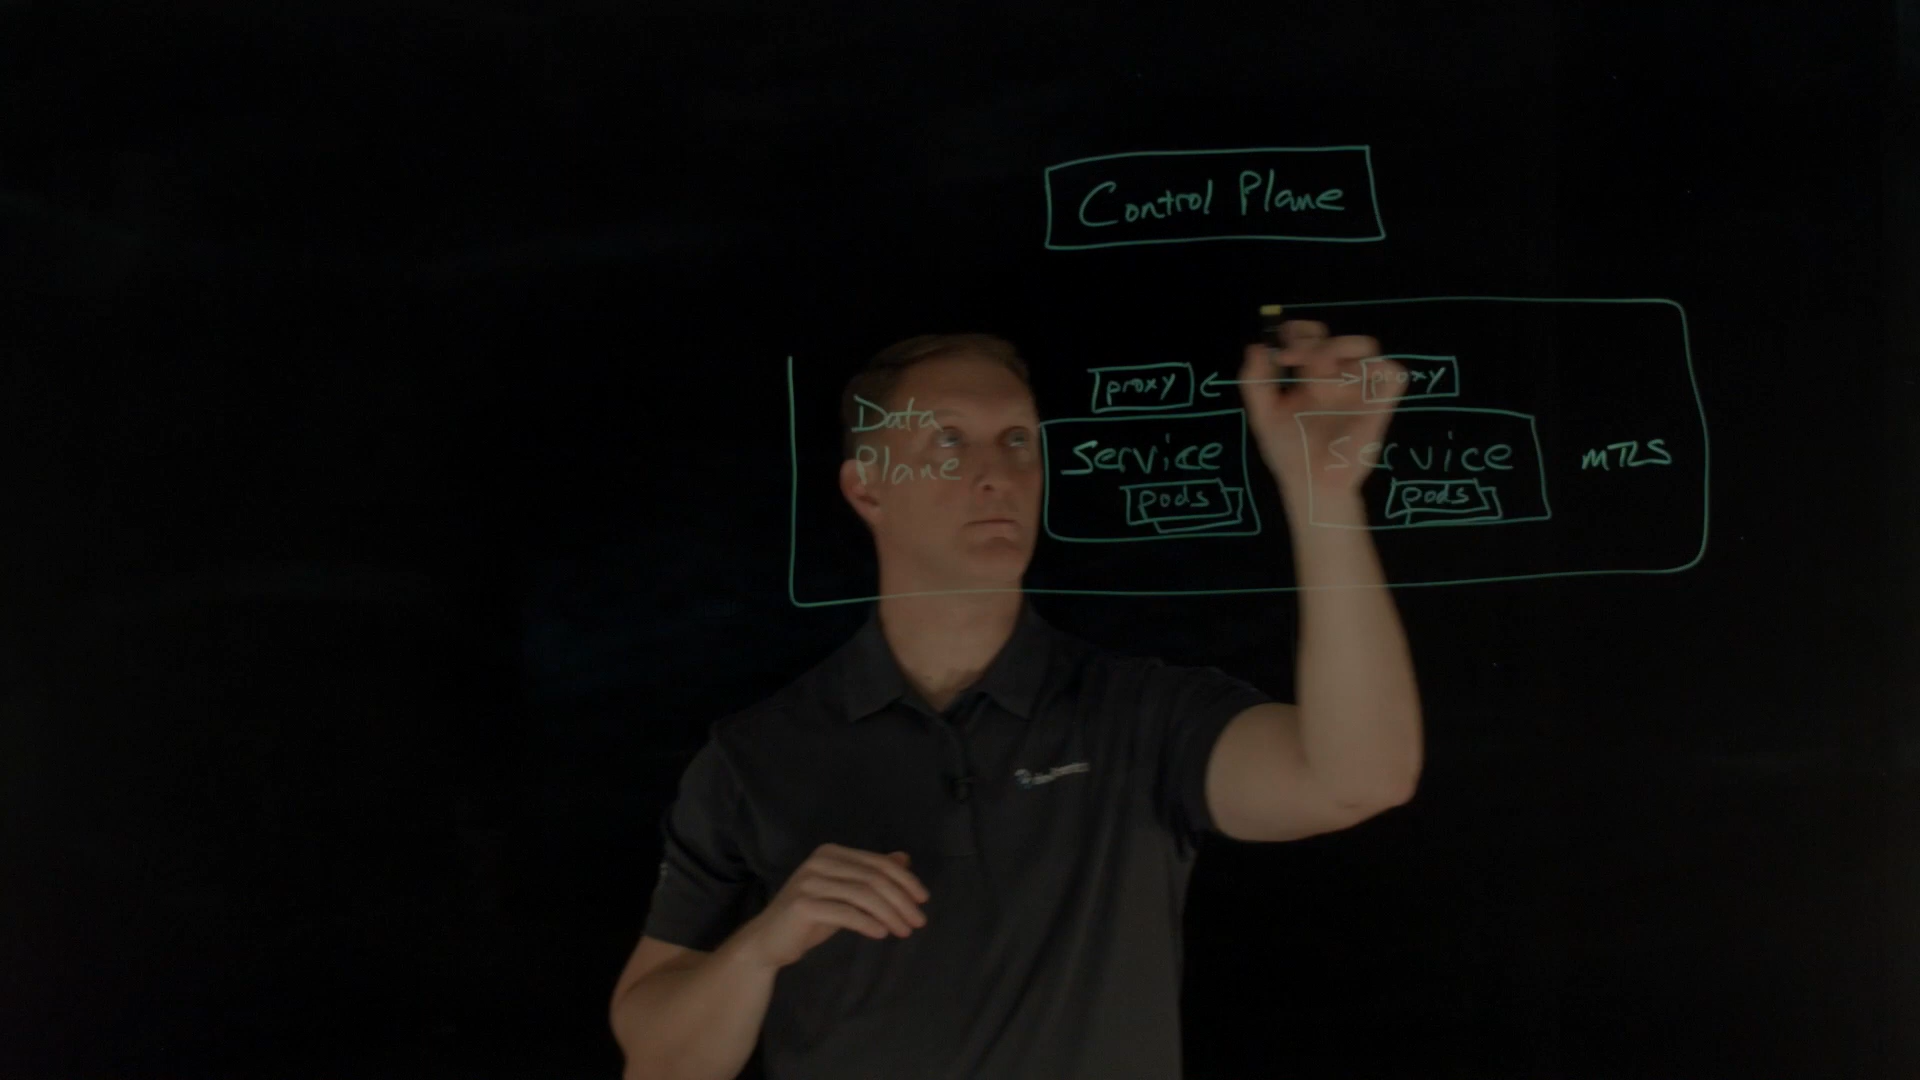 Control Plane
proxy
proxy
Data
Plane
Service
Service
mTLS
pods
pods